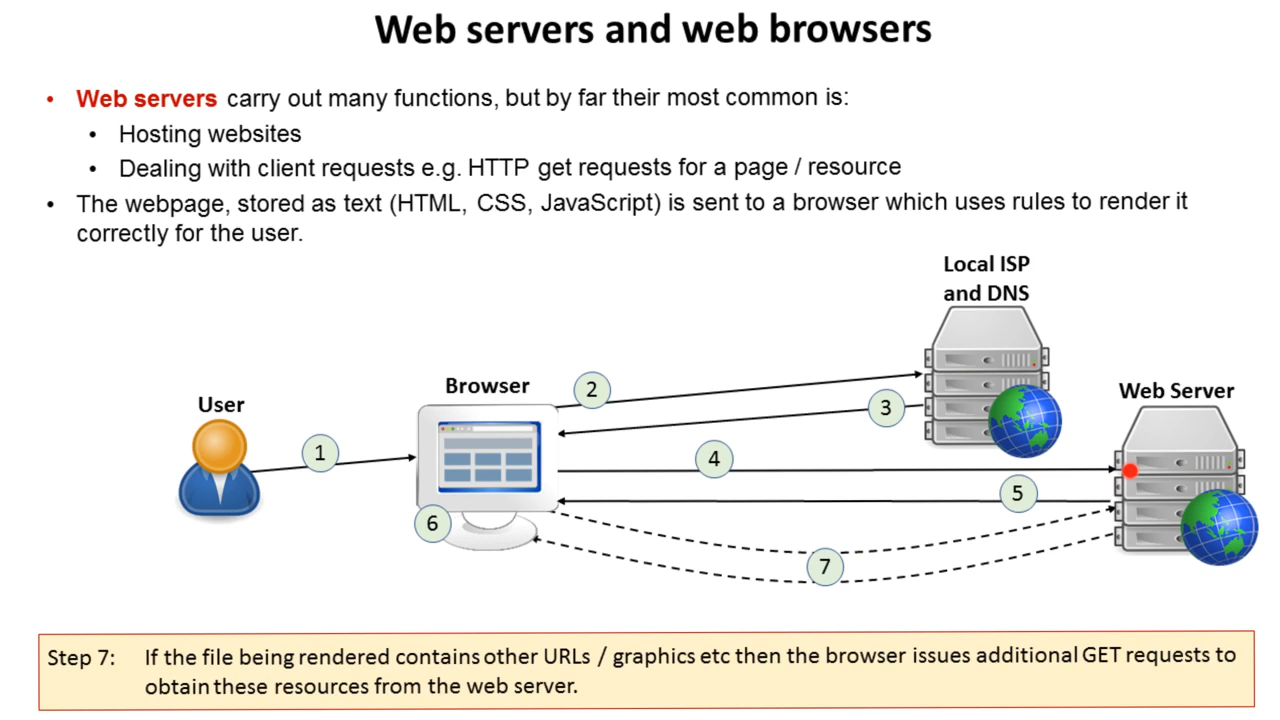 Web servers and web browsers
• Web servers carry out many functions, but by far their most common is:
• Hosting websites
• Dealing with client requests e.g. HTTP get requests for a page / resource
• The webpage, stored as text (HTML, CSS, JavaScript) is sent to a browser which uses rules to render it
correctly for the user.
Local ISP
and DNS
Browser
2
Web Server
User
3
1
4
5
6
7
Step 7: If the file being rendered contains other URLs / graphics etc then the browser issues additional GET requests to
obtain these resources from the web server.